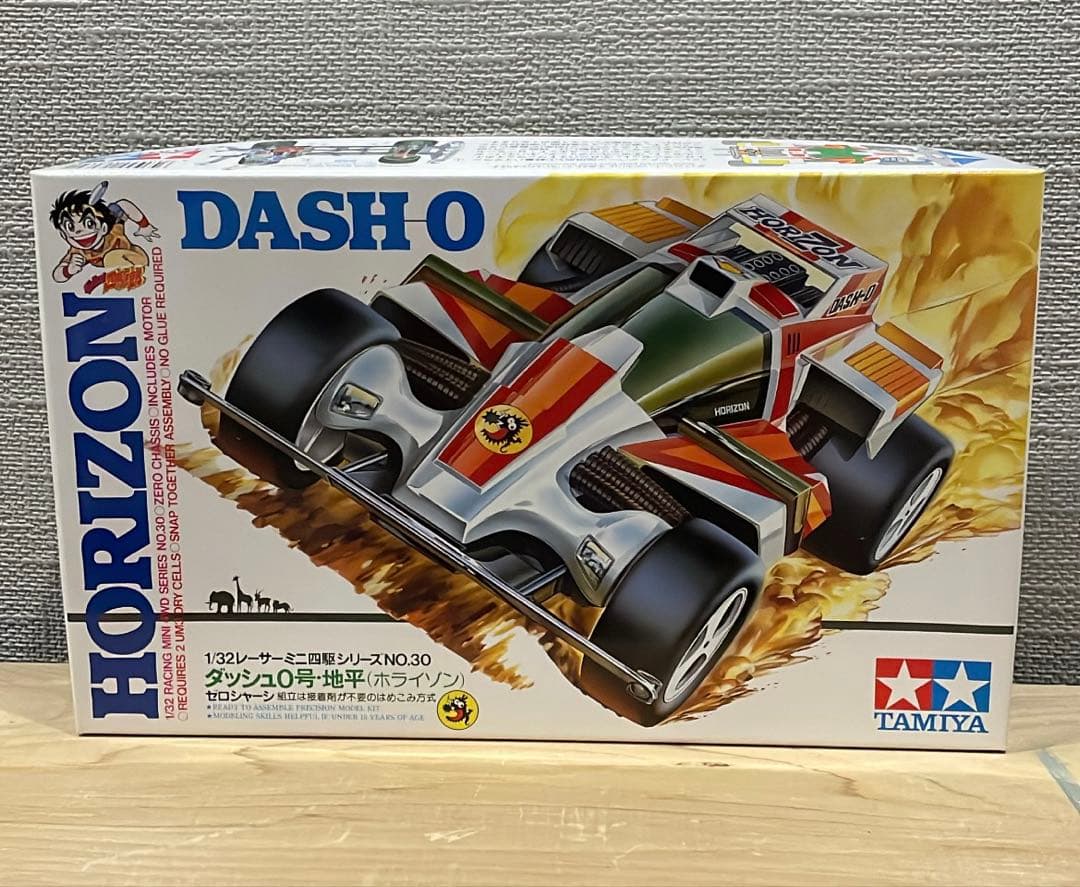 DASH-0
HORIZON
1/32 RACING MINI 4WD SERIES NO.30○ZERO CHASSIS○INCLUDES MOTOR
○REQUIRES 2 UM3 DRY CELLS○SNAP TOGETHER ASSEMBLY○NO GLUE REQUIRED
HORIZON
DASH-0
HORIZON
1/32レーサーミニ四駆シリーズNO.30
ダッシュ0号・地平(ホライゾン)
ゼロシャーシ 組立は接着剤が不要のはめこみ方式
★READY TO ASSEMBLE PRECISION MODEL KIT
★MODELING SKILLS HELPFUL IF UNDER 10 YEARS OF AGE
TAMIYA